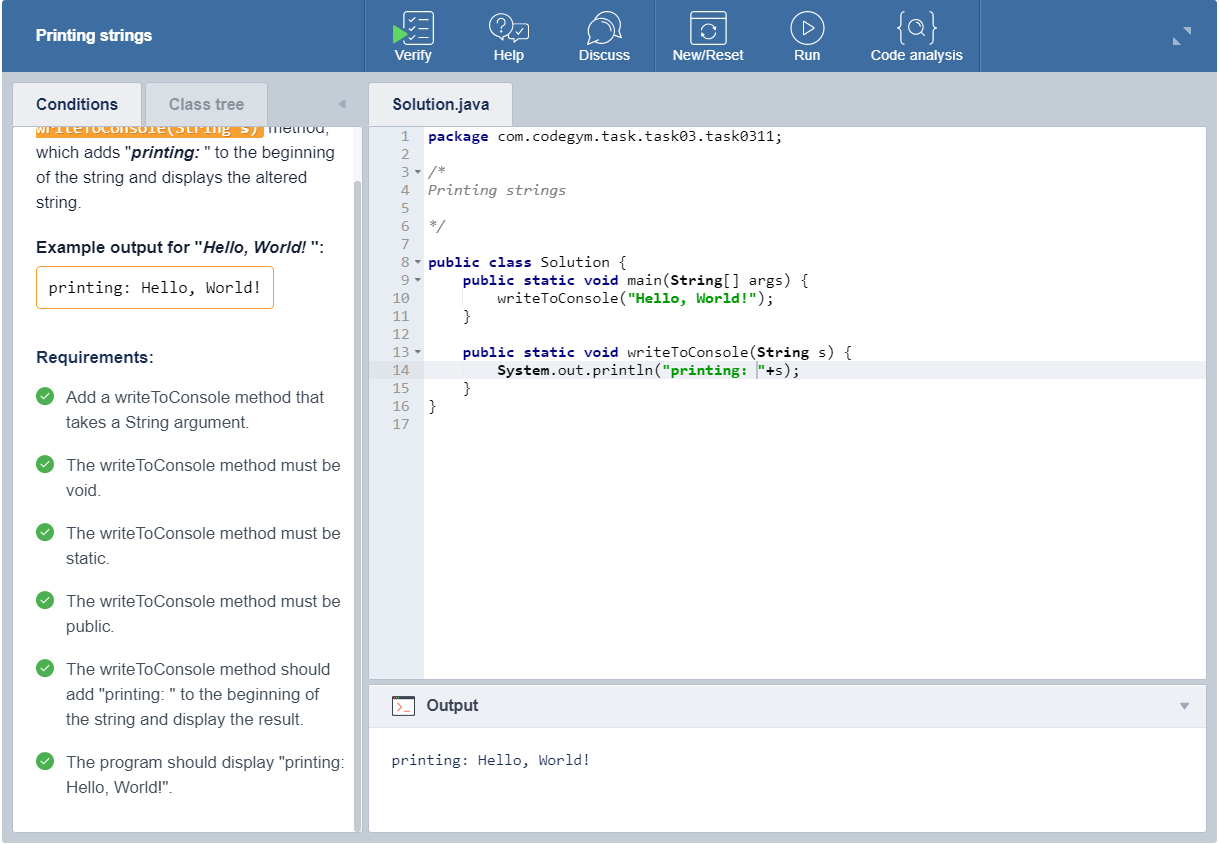 Printing strings
Verify
Help
Discuss
New/Reset
Run
Code analysis
Conditions
Class tree
writeToConsole(String s) method,
which adds "printing: " to the beginning
of the string and displays the altered
string.
Example output for "Hello, World! ":
printing: Hello, World!
Requirements:
Add a writeToConsole method that
takes a String argument.
The writeToConsole method must be
void.
The writeToConsole method must be
static.
The writeToConsole method must be
public.
The writeToConsole method should
add "printing: " to the beginning of
the string and display the result.
The program should display "printing:
Hello, World!".
Solution.java
1 package com.codegym.task.task03.task0311;
2
3 /*
4 Printing strings
5
6 */
7
8 public class Solution {
9     public static void main(String[] args) {
10         writeToConsole("Hello, World!");
11     }
12
13     public static void writeToConsole(String s) {
14         System.out.println("printing: "+s);
15     }
16 }
17
>_ Output
printing: Hello, World!